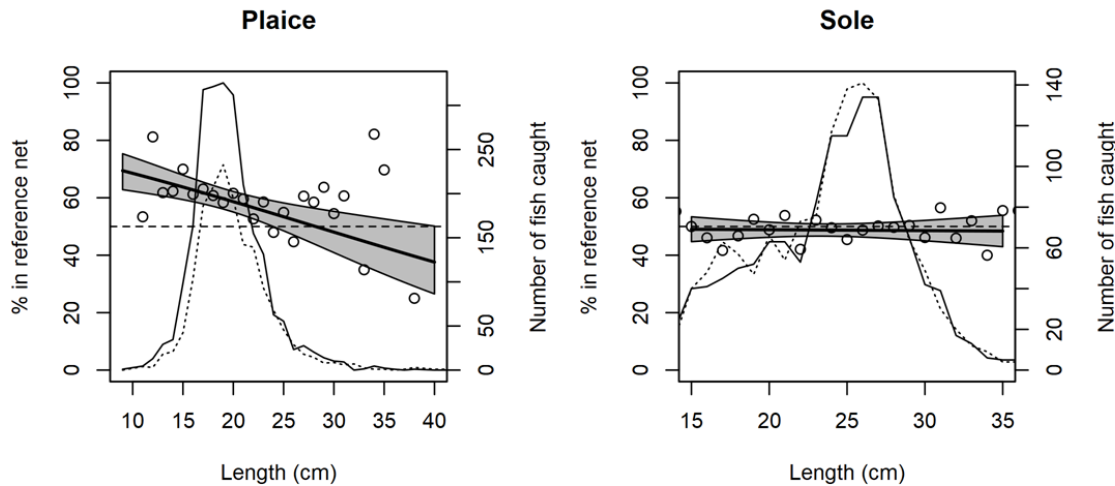 Plaice
% in reference net
100
80
60
40
20
0
250
150
50
0
Number of fish caught
10 15 20 25 30 35 40
Length (cm)
Sole
% in reference net
100
80
60
40
20
0
140
100
60
20
0
Number of fish caught
15 20 25 30 35
Length (cm)